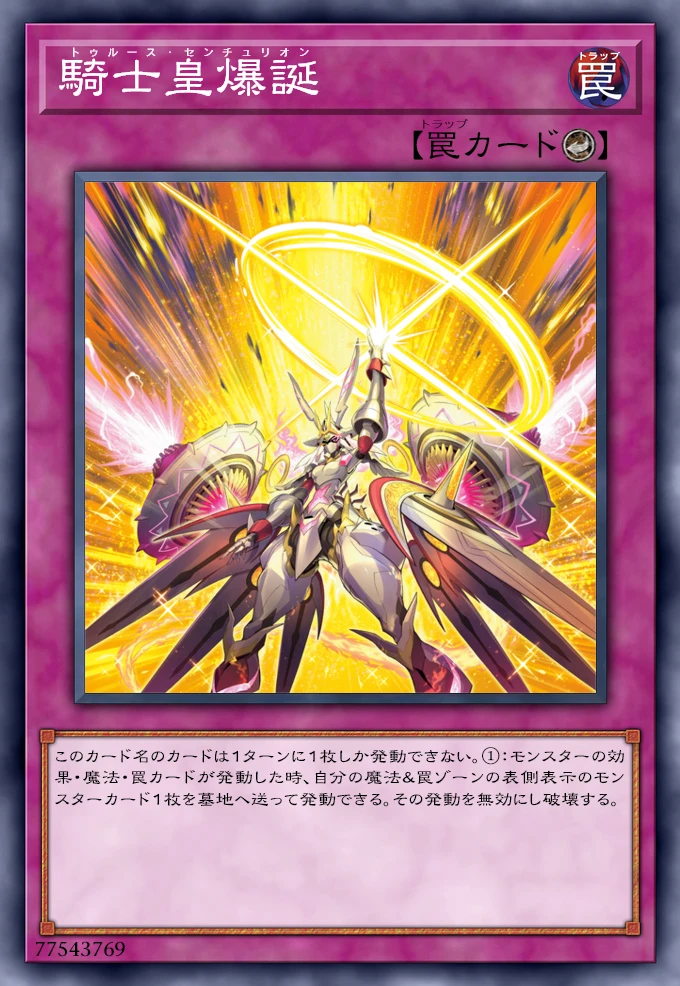 トゥルース・センチュリオン
騎士皇爆誕
トラップ
罠
トラップ
【罠カード】
このカード名のカードは１ターンに１枚しか発動できない。①：モンスターの効
果・魔法・罠カードが発動した時、自分の魔法＆罠ゾーンの表側表示のモン
スターカード１枚を墓地へ送って発動できる。その発動を無効にし破壊する。
77543769